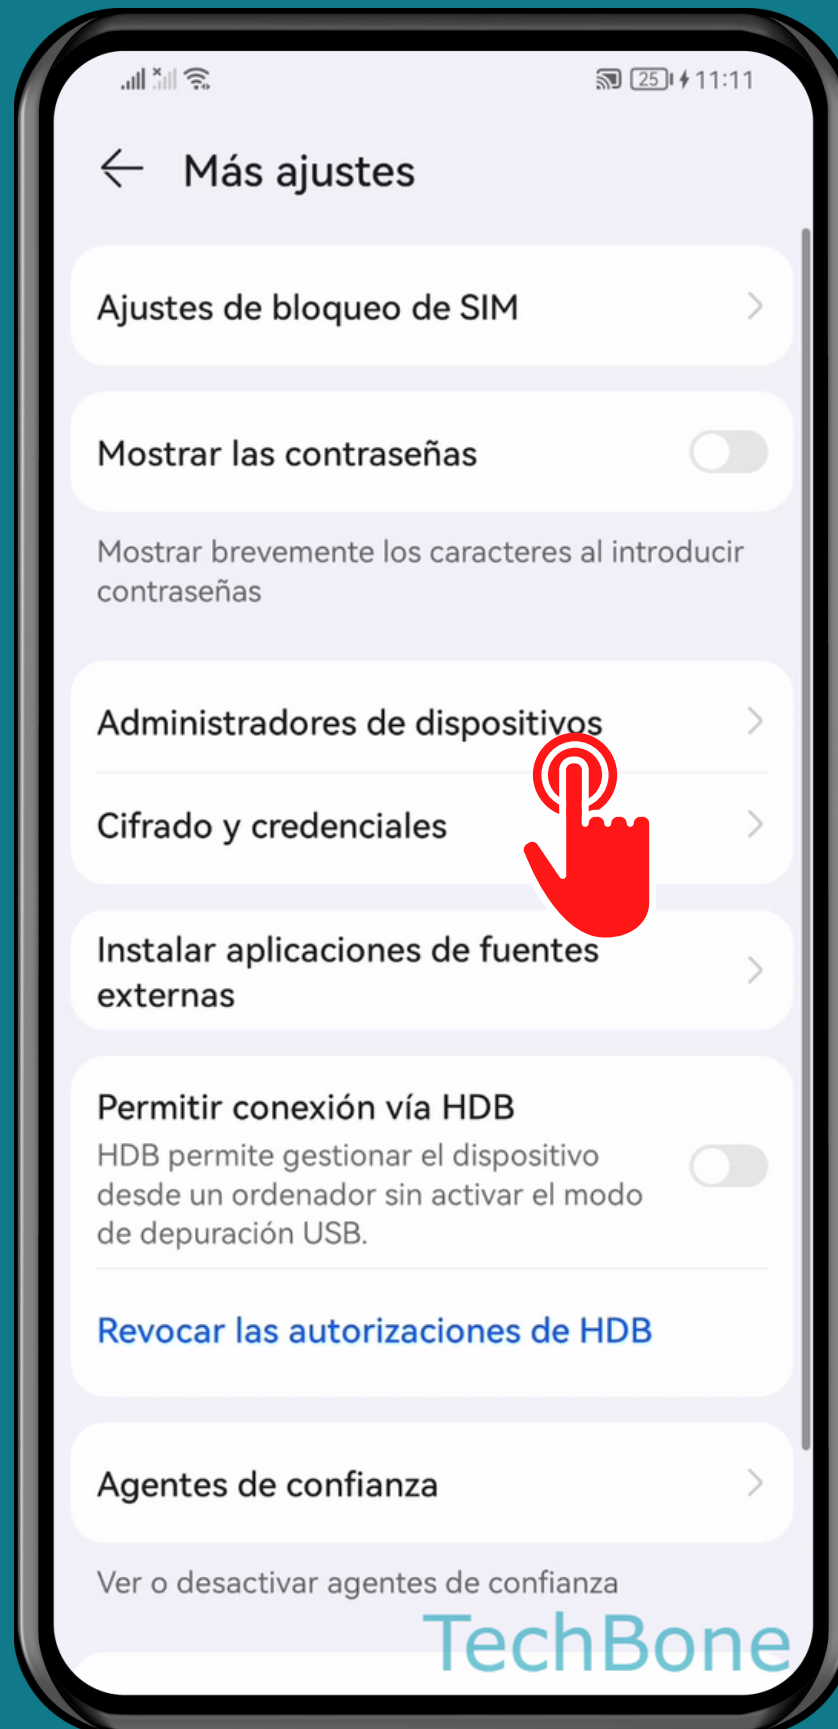 25 11:11
Más ajustes
Ajustes de bloqueo de SIM
Mostrar las contraseñas
Mostrar brevemente los caracteres al introducir
contraseñas
Administradores de dispositivos
Cifrado y credenciales
Instalar aplicaciones de fuentes
externas
Permitir conexión vía HDB
HDB permite gestionar el dispositivo
desde un ordenador sin activar el modo
de depuración USB.
Revocar las autorizaciones de HDB
Agentes de confianza
Ver o desactivar agentes de confianza
TechBone